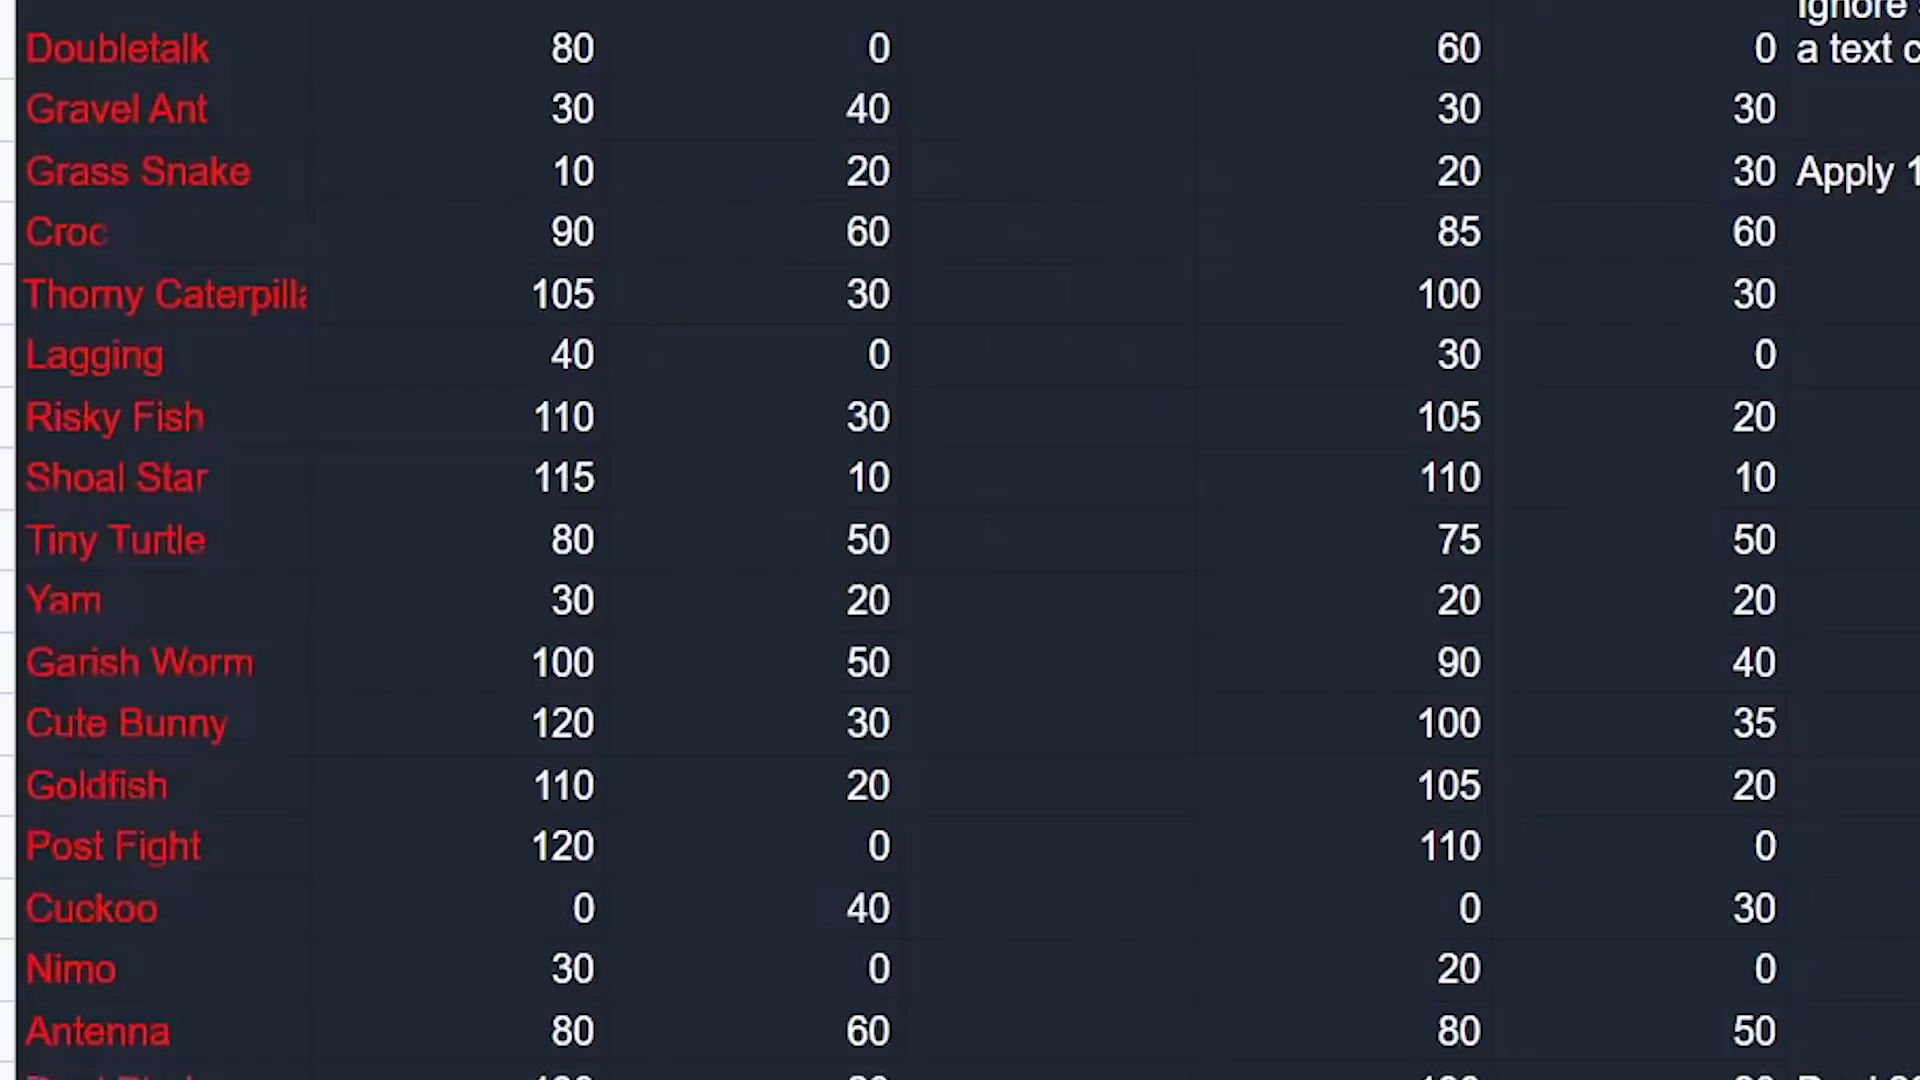 Ignore
Doubletalk 80 0 60 0 a text
Gravel Ant 30 40 30 30
Grass Snake 10 20 20 30 Apply 1
Croc 90 60 85 60
Thorny Caterpilla 105 30 100 30
Lagging 40 0 30 0
Risky Fish 110 30 105 20
Shoal Star 115 10 110 10
Tiny Turtle 80 50 75 50
Yam 30 20 20 20
Garish Worm 100 50 90 40
Cute Bunny 120 30 100 35
Goldfish 110 20 105 20
Post Fight 120 0 110 0
Cuckoo 0 40 0 30
Nimo 30 0 20 0
Antenna 80 60 80 50